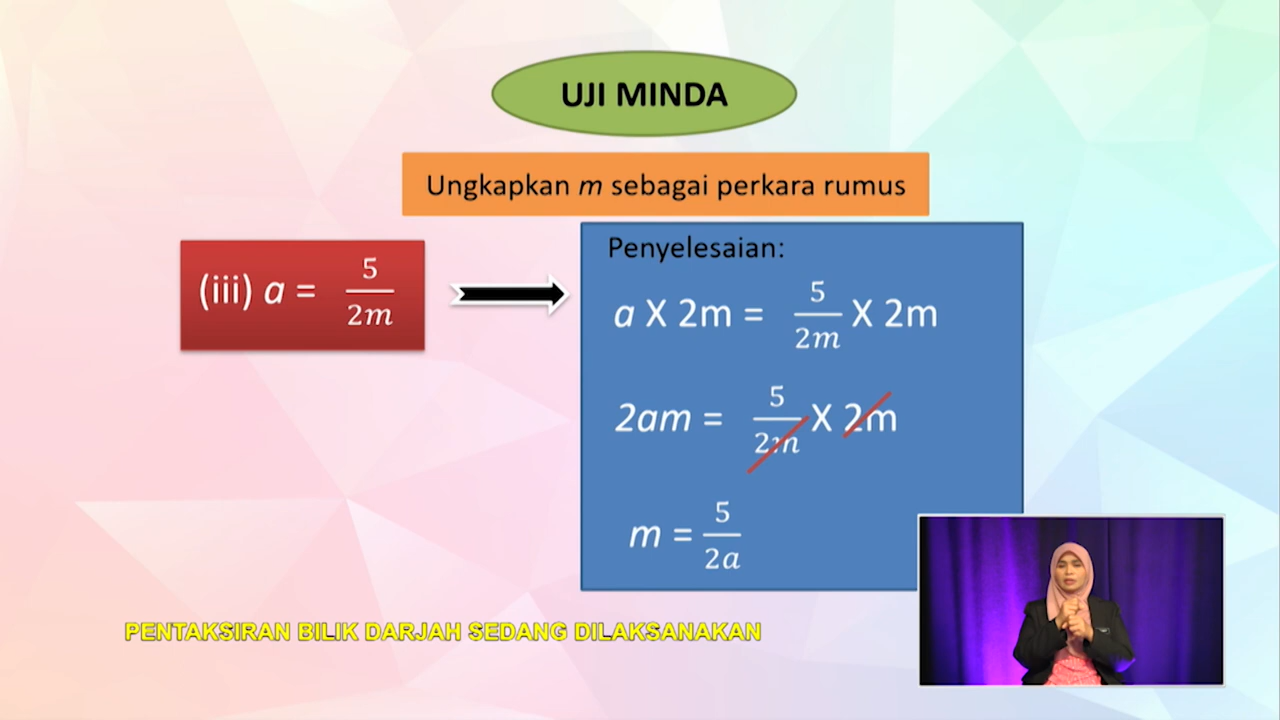 UJI MINDA
Ungkapkan m sebagai perkara rumus
(iii) a = 5/2m
Penyelesaian:
a X 2m = 5/2m X 2m
2am = 5/2m X 2m
m = 5/2a
PENTAKSIRAN BILIK DARJAH SEDANG DILAKSANAKAN